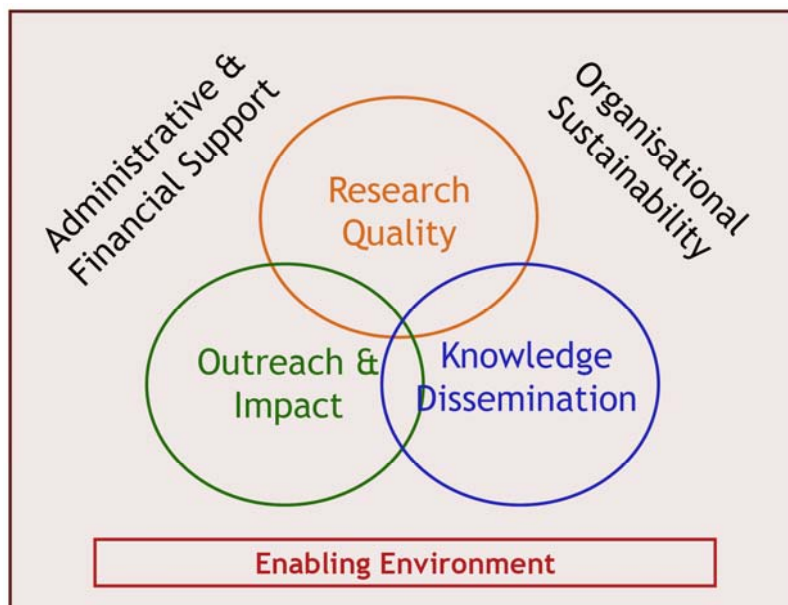 Administrative &
Financial Support
Organisational
Sustainability
Research
Quality
Outreach &
Impact
Knowledge
Dissemination
Enabling Environment